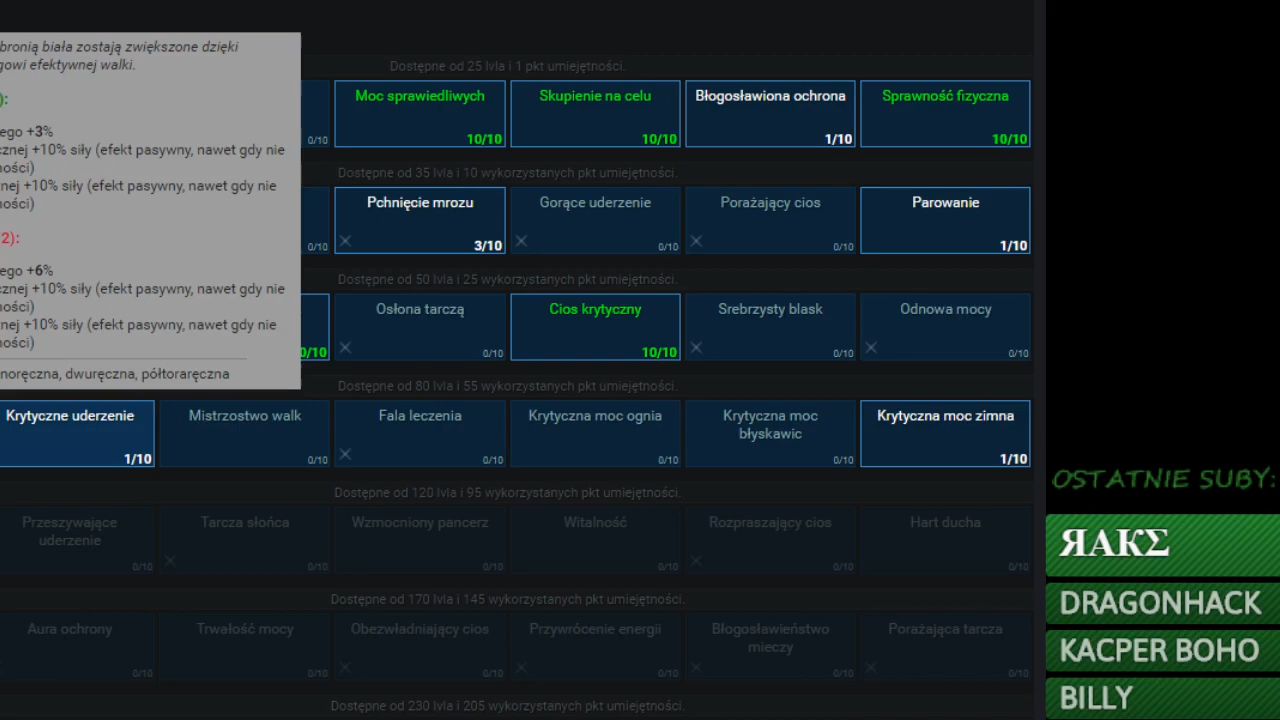 bronią biała zostają zwiększone dzięki
gowi efektywnej walki.
):
ego +3%
cznej +10% siły (efekt pasywny, nawet gdy nie
ności)
tnej +10% siły (efekt pasywny, nawet gdy nie
ności)
2):
ego +6%
cznej +10% siły (efekt pasywny, nawet gdy nie
ności)
tnej +10% siły (efekt pasywny, nawet gdy nie
ności)
noręczna, dwuręczna, półtoraręczna
Dostępne od 25 lvla i 1 pkt umiejętności.
0/10
Moc sprawiedliwych
10/10
Skupienie na celu
10/10
Błogosławiona ochrona
1/10
Sprawność fizyczna
10/10
Dostępne od 35 lvla i 10 wykorzystanych pkt umiejętności.
0/10
Pchnięcie mrozu
3/10
Gorące uderzenie
0/10
Porażający cios
0/10
Parowanie
1/10
Dostępne od 50 lvla i 25 wykorzystanych pkt umiejętności.
0/10
Osłona tarczą
0/10
Cios krytyczny
10/10
Srebrzysty blask
0/10
Odnowa mocy
0/10
Dostępne od 80 lvla i 55 wykorzystanych pkt umiejętności.
Krytyczne uderzenie
1/10
Mistrzostwo walk
0/10
Fala leczenia
0/10
Krytyczna moc ognia
0/10
Krytyczna moc
błyskawic
0/10
Krytyczna moc zimna
1/10
Dostępne od 120 lvla i 95 wykorzystanych pkt umiejętności.
Przeszywające
uderzenie
0/10
Tarcza słońca
0/10
Wzmocniony pancerz
0/10
Witalność
0/10
Rozpraszający cios
0/10
Hart ducha
0/10
Dostępne od 170 lvla i 145 wykorzystanych pkt umiejętności.
Aura ochrony
0/10
Trwałość mocy
0/10
Obezwładniający cios
0/10
Przywrócenie energii
0/10
Błogosławieństwo
mieczy
0/10
Porażająca tarcza
0/10
Dostępne od 230 lvla i 205 wykorzystanych pkt umiejętności.
OSTATNIE SUBY:
ЯAKΣ
DRAGONHACK
KACPER BOHO
BILLY